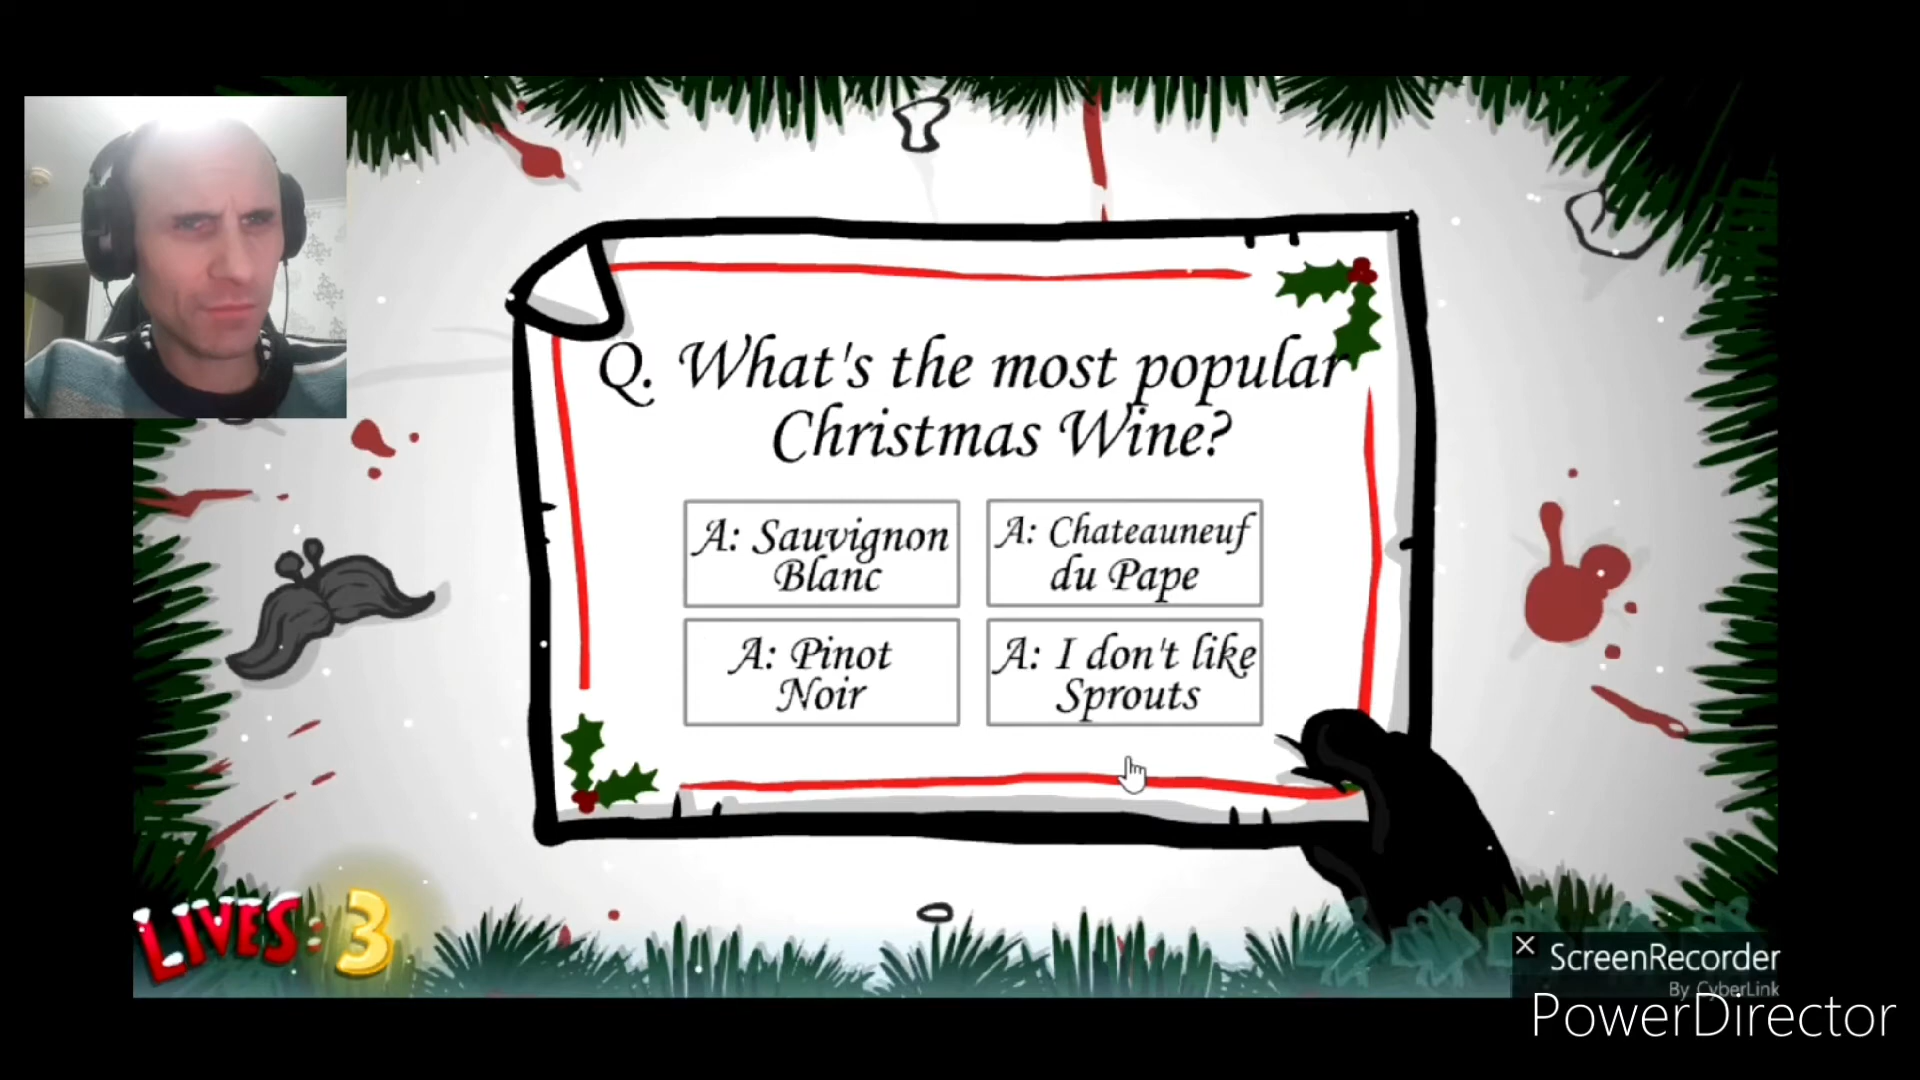 Q. What's the most popular
Christmas Wine?
A: Sauvignon
Blanc
A: Chateauneuf
du Pape
A: Pinot
Noir
A: I don't like
Sprouts
LIVES: 3
ScreenRecorder
By CyberLink
PowerDirector